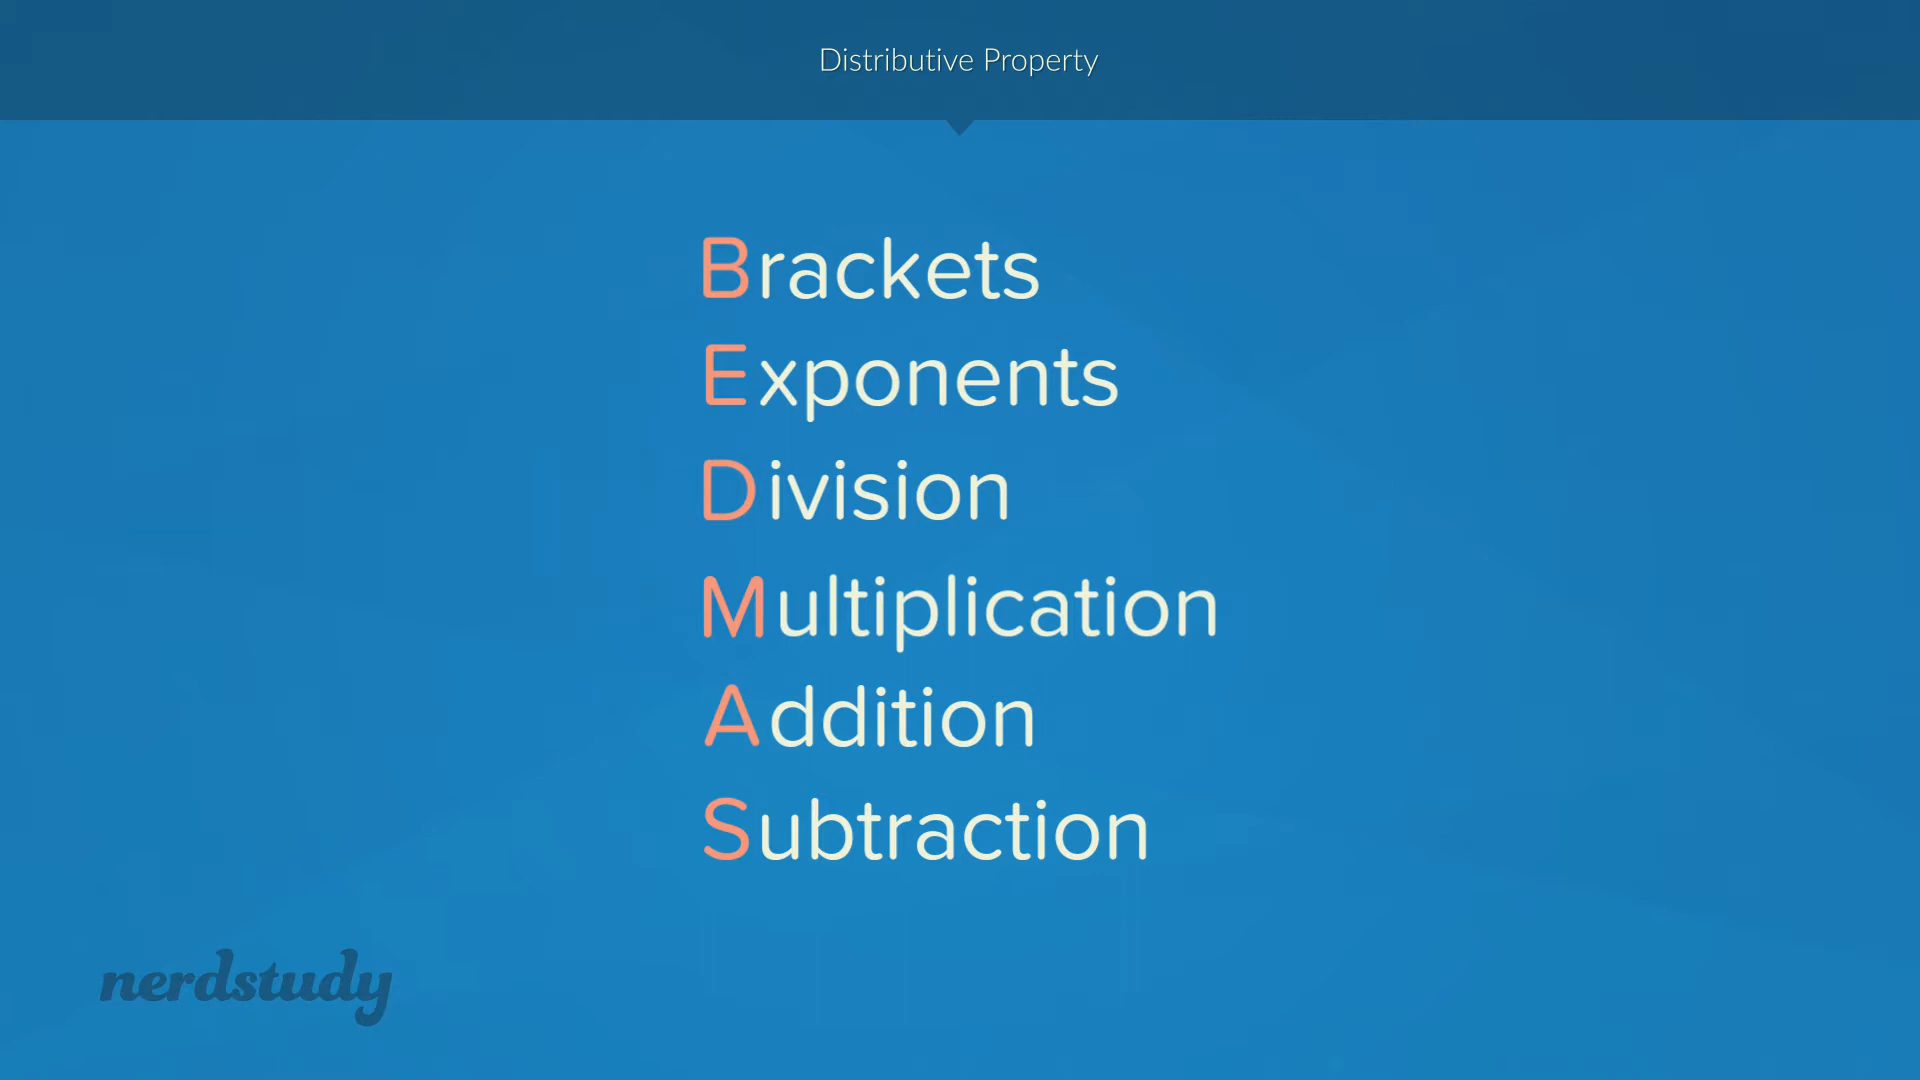 Distributive Property
Brackets
Exponents
Division
Multiplication
Addition
Subtraction
nerdstudy